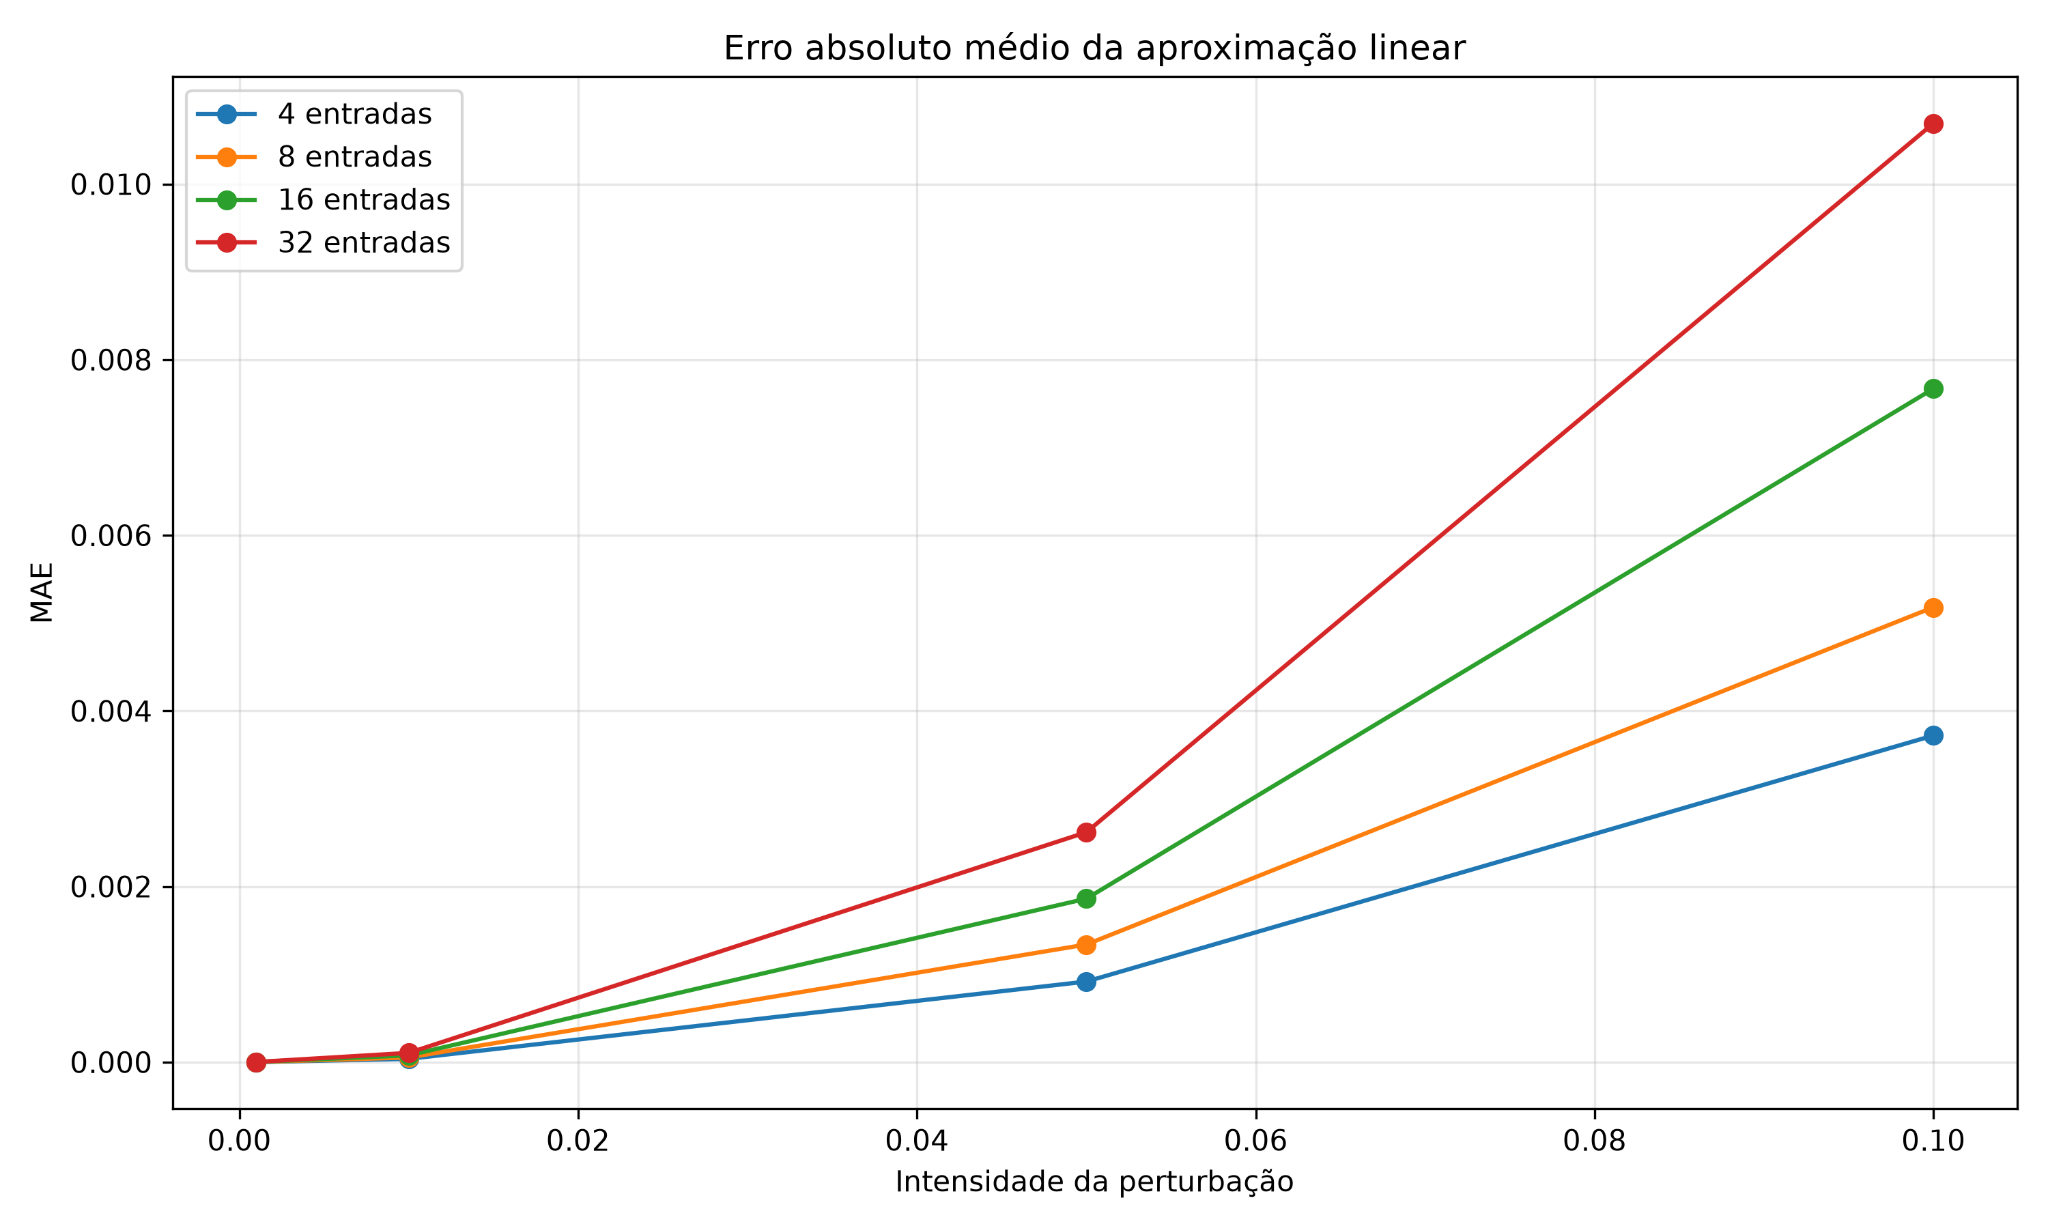 Erro absoluto médio da aproximação linear
4 entradas
8 entradas
16 entradas
32 entradas
MAE
0.010
0.008
0.006
0.004
0.002
0.000
0.00 0.02 0.04 0.06 0.08 0.10
Intensidade da perturbação